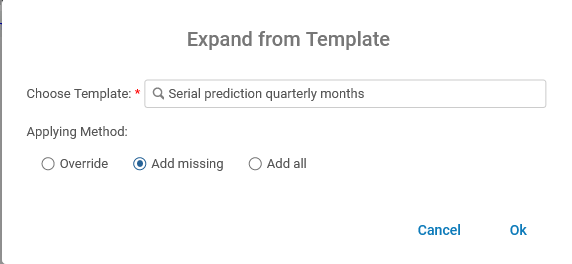 Expand from Template
Choose Template: * Serial prediction quarterly months
Applying Method:
Override Add missing Add all
Cancel Ok